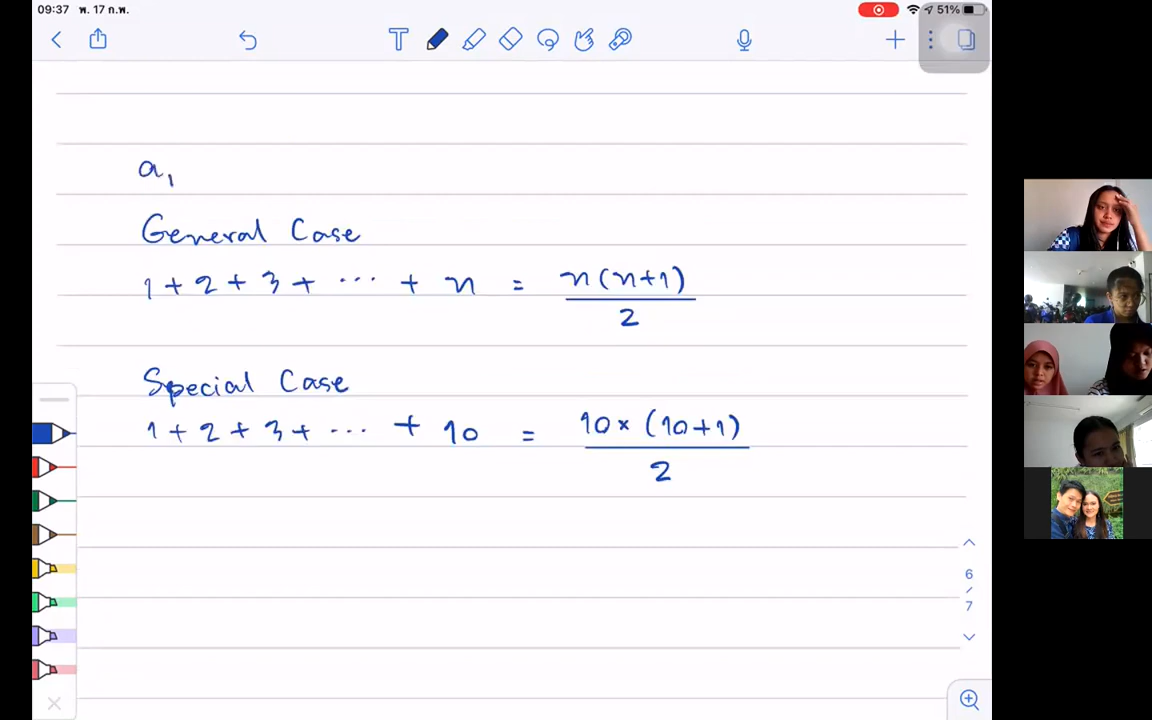 09:37 พ. 17 ก.พ.
51%
a₁
General Case
1 + 2 + 3 + ⋯ + n = n(n+1)
2
Special Case
1 + 2 + 3 + ⋯ + 10 = 10 × (10+1)
2
6
/
7